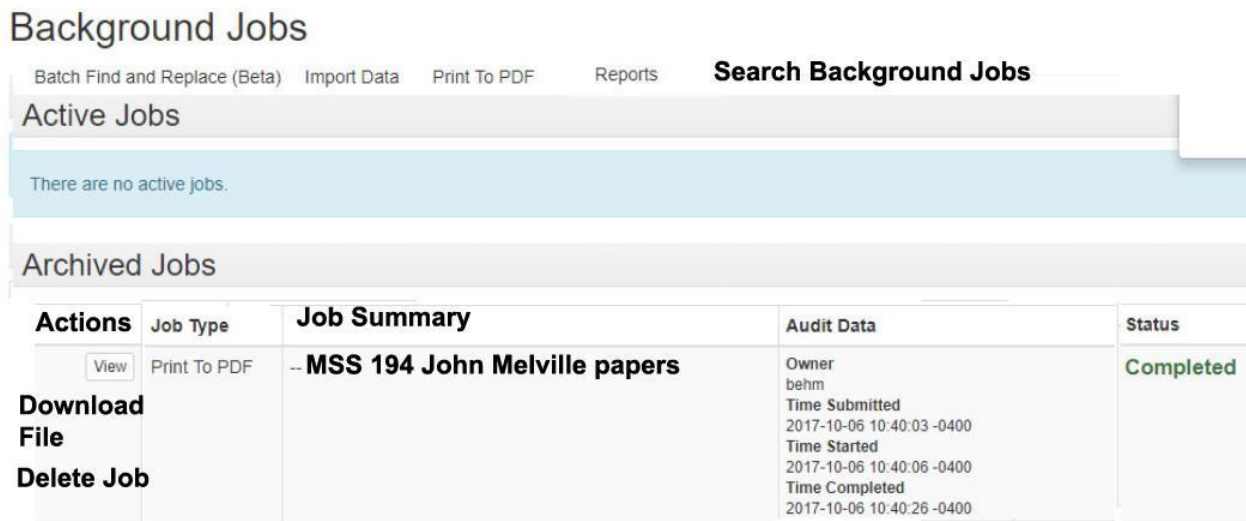 Background Jobs
Batch Find and Replace (Beta) Import Data Print To PDF Reports Search Background Jobs
Active Jobs
There are no active jobs.
Archived Jobs
Actions Job Type Job Summary Audit Data Status
View Print To PDF -- MSS 194 John Melville papers Owner Completed
behm
Download Time Submitted
File 2017-10-06 10:40:03 -0400
Time Started
Delete Job 2017-10-06 10:40:06 -0400
Time Completed
2017-10-06 10:40:26 -0400